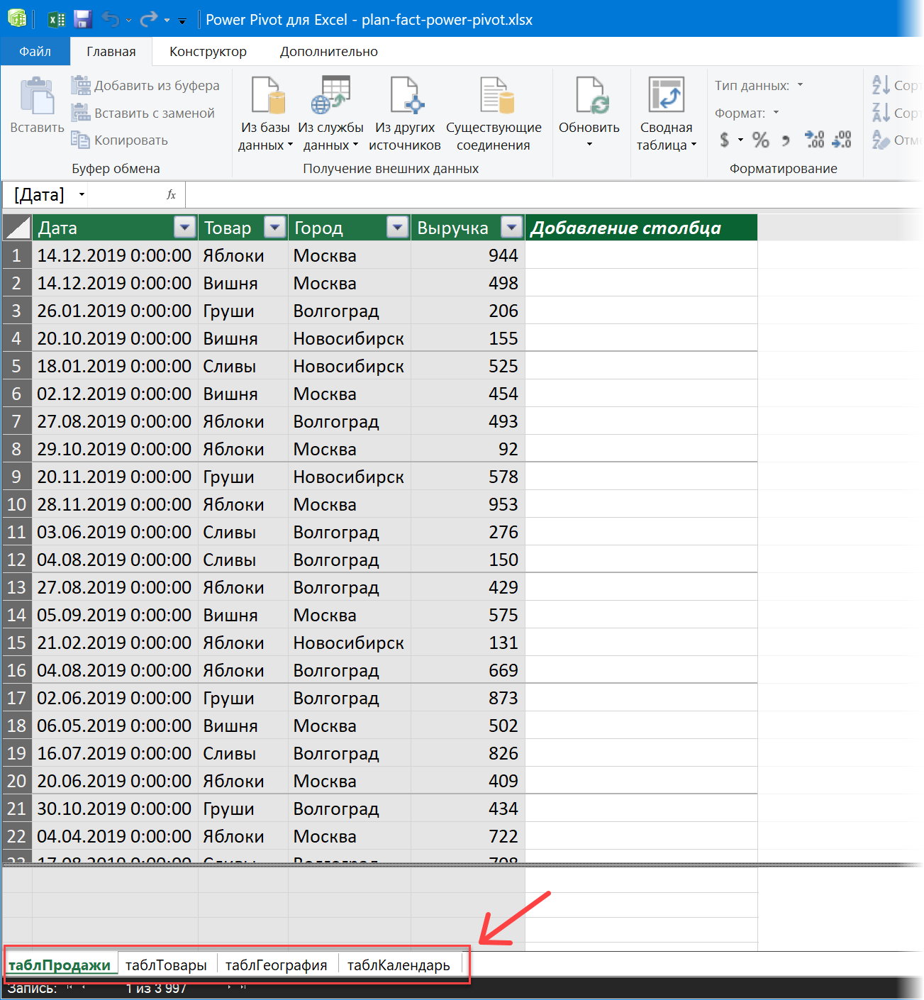 Power Pivot для Excel - plan-fact-power-pivot.xlsx
Файл Главная Конструктор Дополнительно
Вставить
Добавить из буфера
Вставить с заменой
Копировать
Буфер обмена
Из базы данных
Из службы данных
Из других источников
Существующие соединения
Получение внешних данных
Обновить
Сводная таблица
Тип данных:
Формат:
$ % ,00 ,00
Форматирование
[Дата] fx
Дата Товар Город Выручка Добавление столбца
1 14.12.2019 0:00:00 Яблоки Москва 944
2 14.12.2019 0:00:00 Вишня Москва 498
3 26.01.2019 0:00:00 Груши Волгоград 206
4 20.10.2019 0:00:00 Вишня Новосибирск 155
5 18.01.2019 0:00:00 Сливы Новосибирск 525
6 02.12.2019 0:00:00 Вишня Москва 454
7 27.08.2019 0:00:00 Яблоки Волгоград 493
8 29.10.2019 0:00:00 Яблоки Москва 92
9 20.11.2019 0:00:00 Груши Новосибирск 578
10 28.11.2019 0:00:00 Яблоки Москва 953
11 03.06.2019 0:00:00 Сливы Волгоград 276
12 04.08.2019 0:00:00 Сливы Волгоград 150
13 27.08.2019 0:00:00 Яблоки Волгоград 429
14 05.09.2019 0:00:00 Вишня Москва 575
15 21.02.2019 0:00:00 Яблоки Новосибирск 131
16 04.08.2019 0:00:00 Яблоки Волгоград 669
17 02.06.2019 0:00:00 Груши Волгоград 873
18 06.05.2019 0:00:00 Вишня Москва 502
19 16.07.2019 0:00:00 Сливы Волгоград 826
20 20.06.2019 0:00:00 Яблоки Москва 409
21 30.10.2019 0:00:00 Груши Волгоград 434
22 04.04.2019 0:00:00 Яблоки Москва 722
таблПродажи таблТовары таблГеография таблКалендарь
Запись: 1 из 3 997